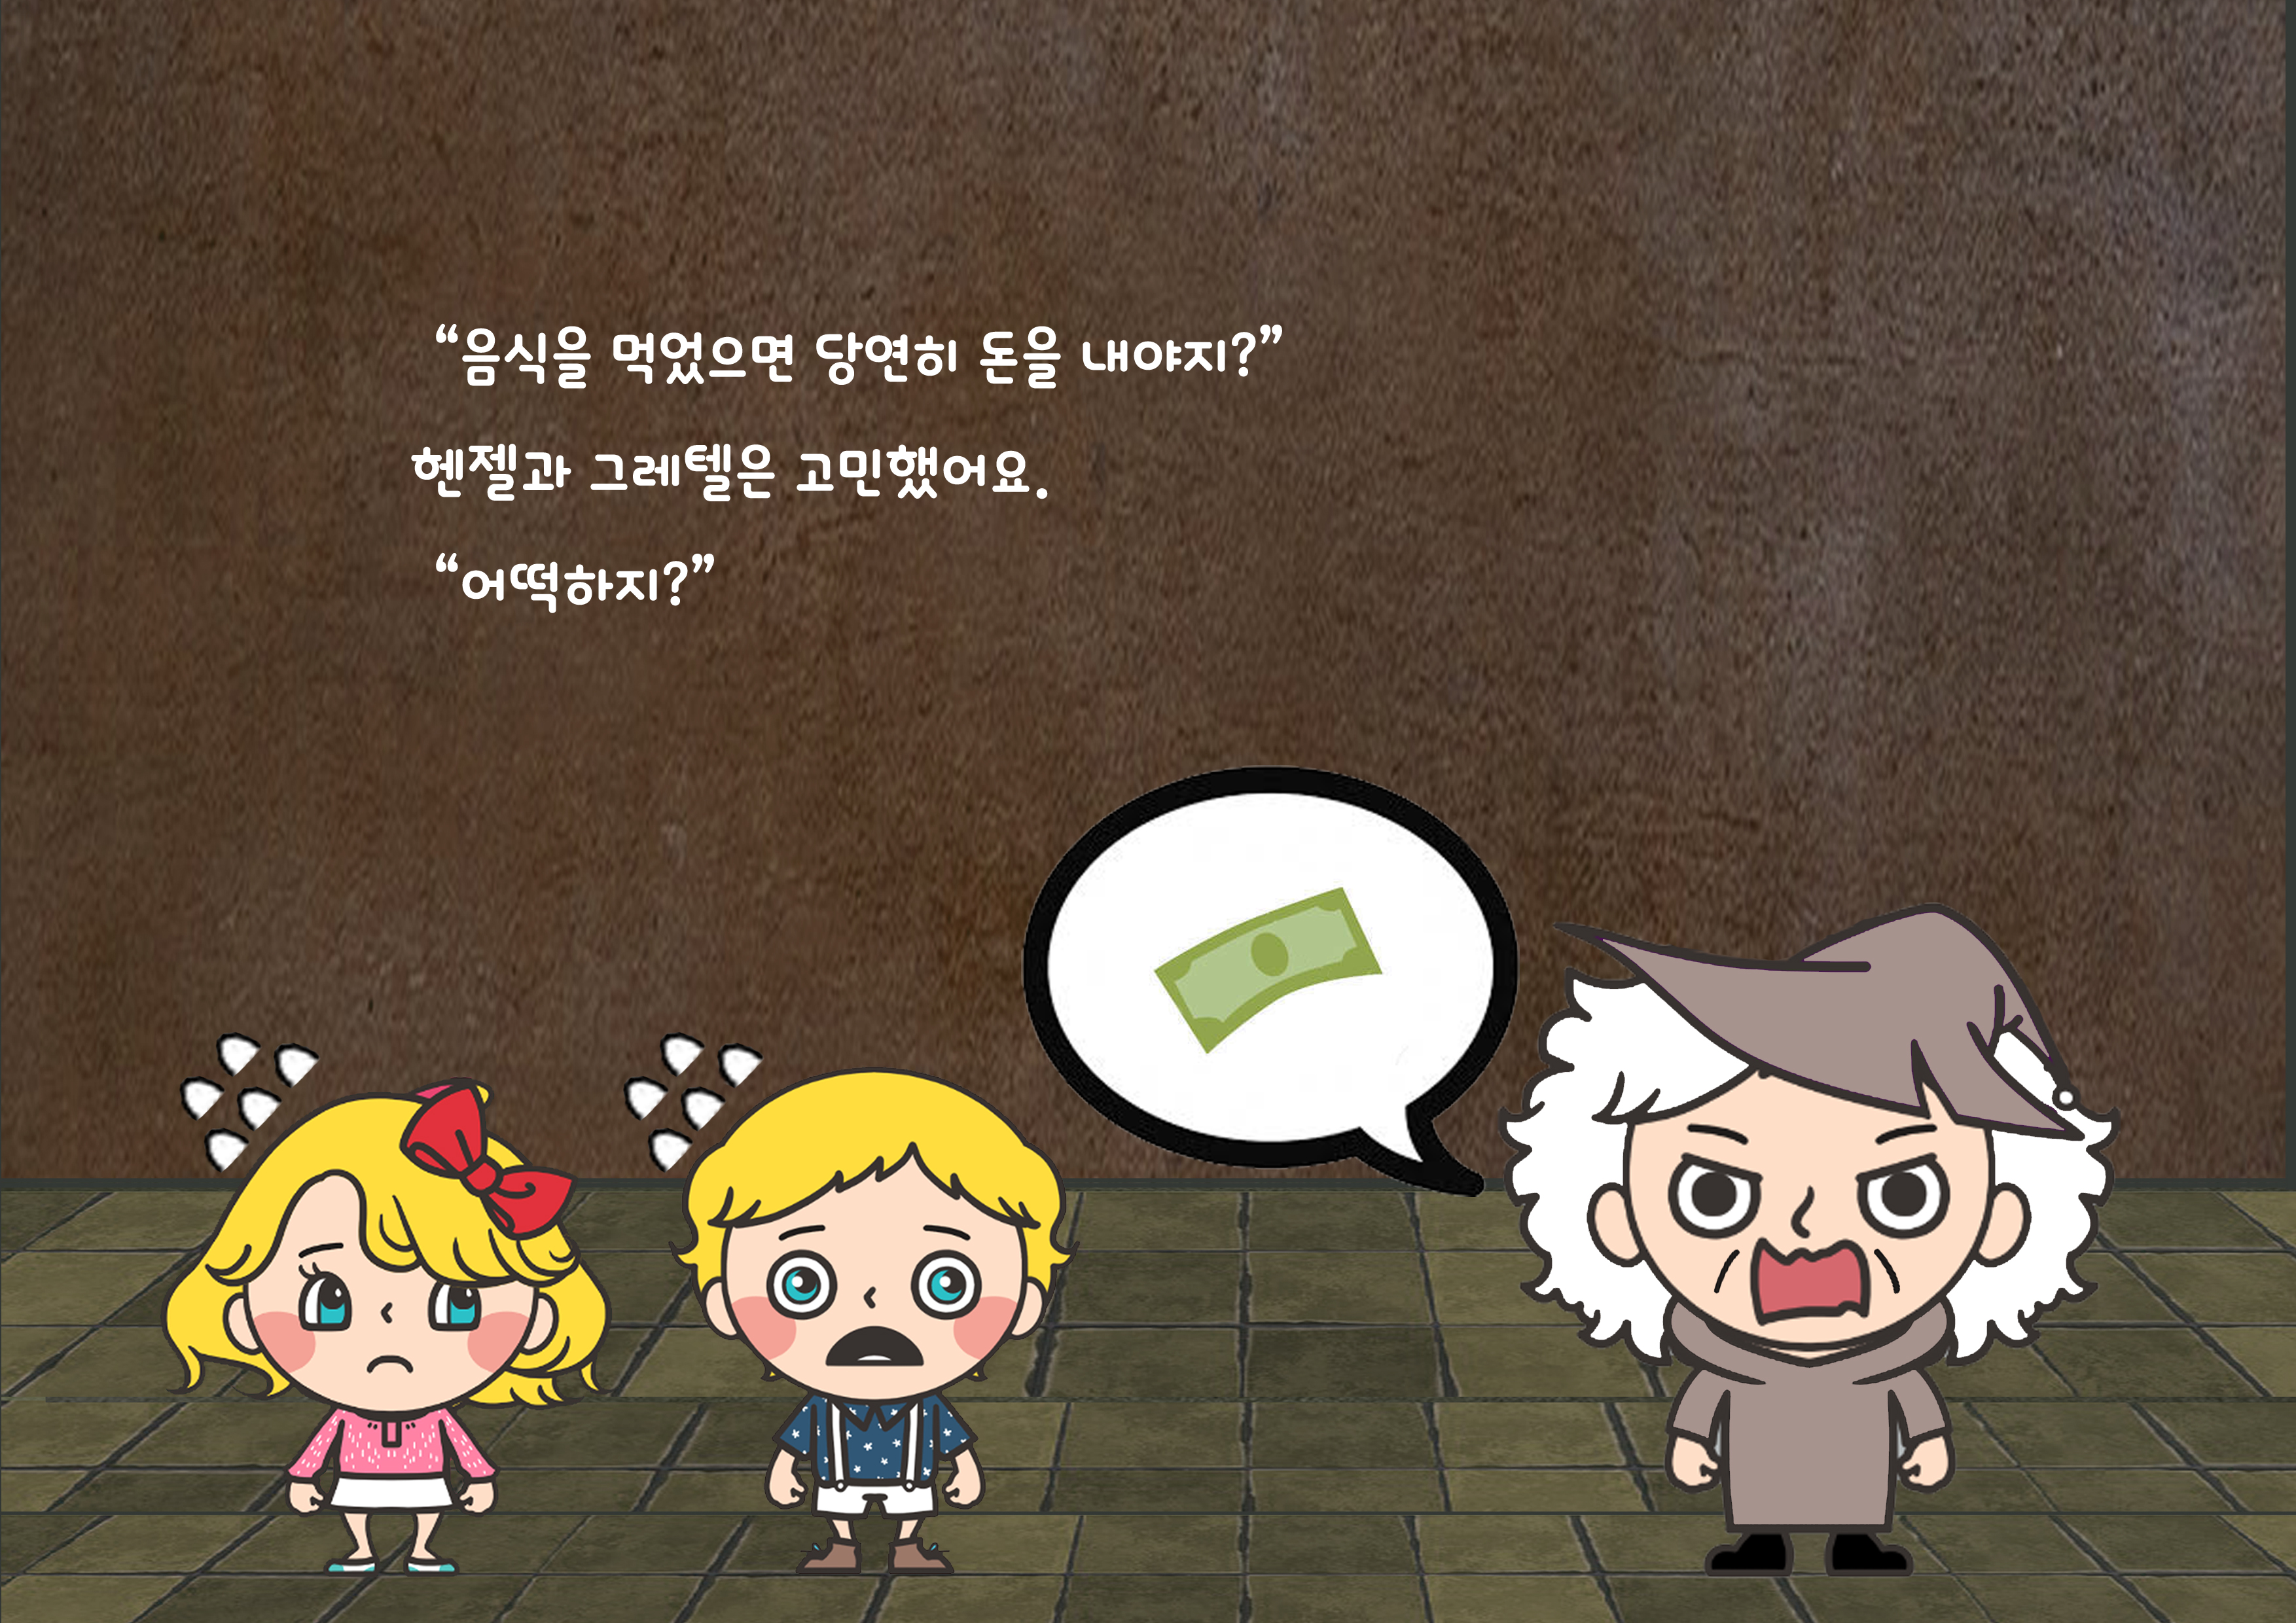 “음식을 먹었으면 당연히 돈을 내야지?”
헨젤과 그레텔은 고민했어요.
“어떡하지?”